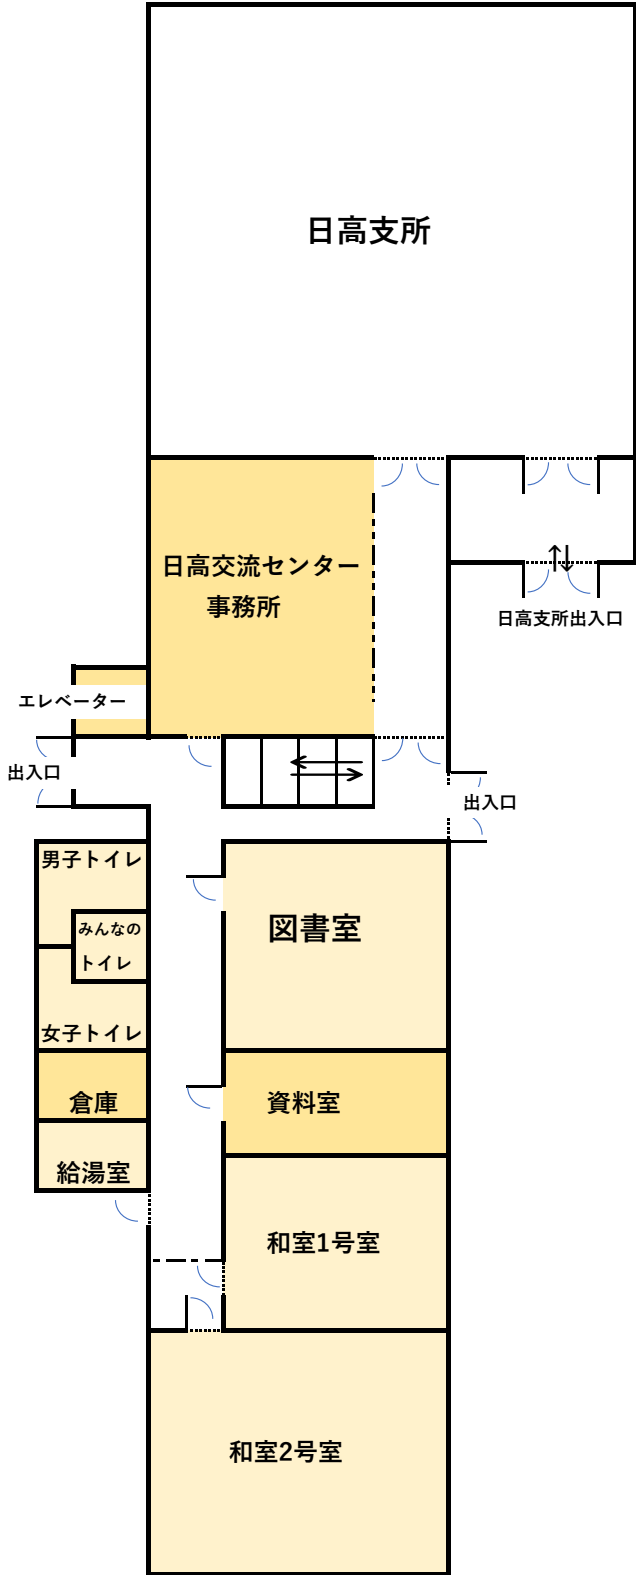 日高支所
日高交流センター
事務所
日高支所出入口
エレベーター
出入口
出入口
男子トイレ
みんなの
トイレ
図書室
女子トイレ
倉庫
資料室
給湯室
和室1号室
和室2号室